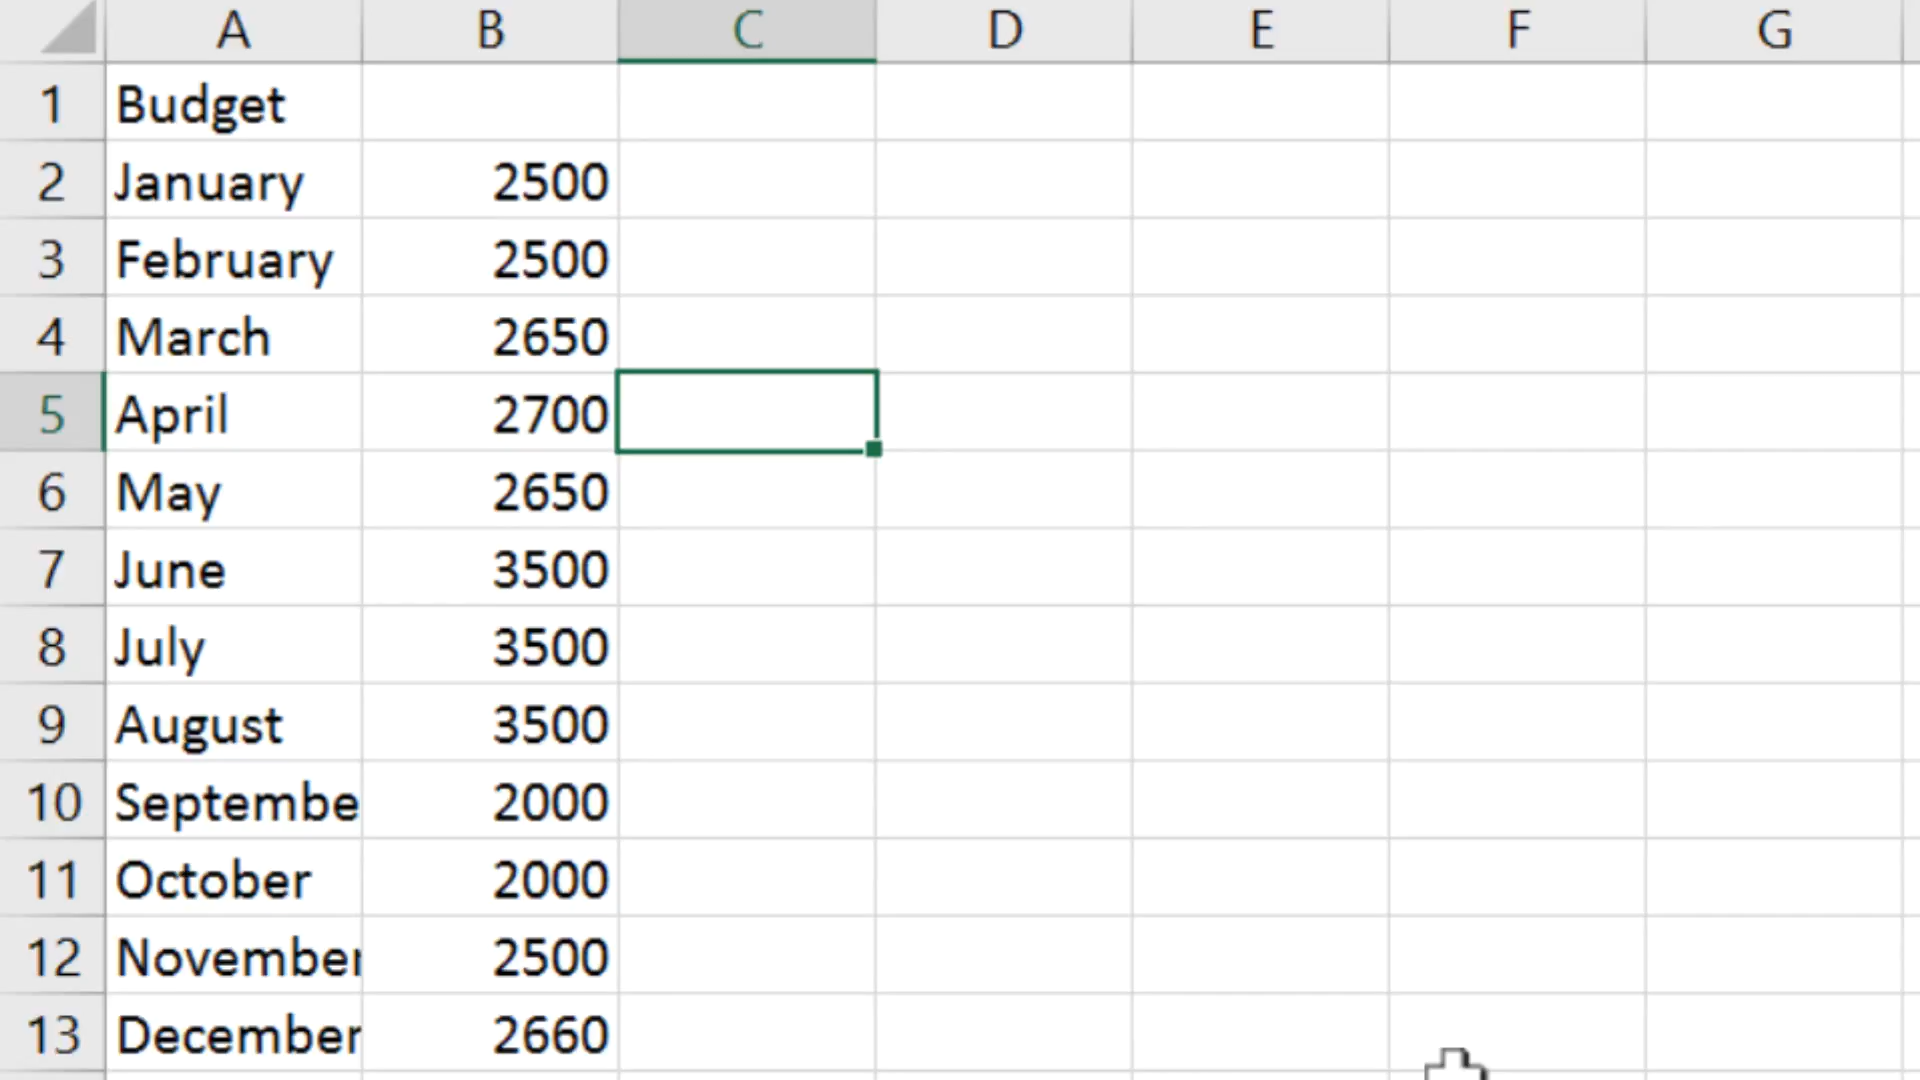 A B C D E F G
1 Budget
2 January 2500
3 February 2500
4 March 2650
5 April 2700
6 May 2650
7 June 3500
8 July 3500
9 August 3500
10 Septembe 2000
11 October 2000
12 November 2500
13 December 2660